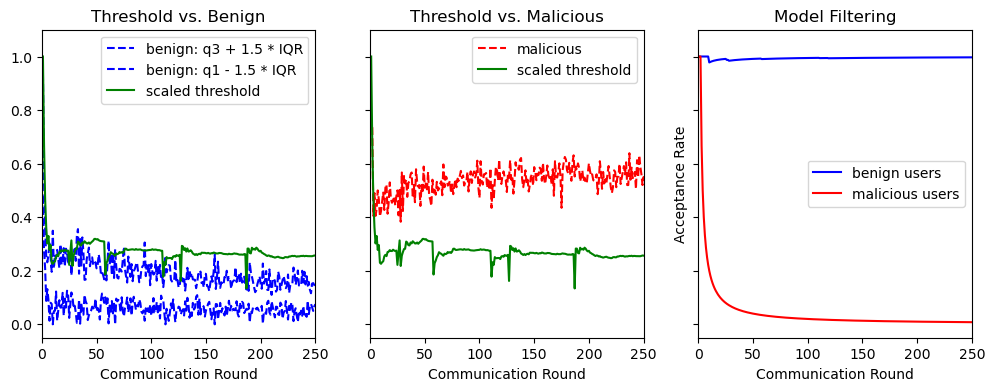 Threshold vs. Benign
benign: q3 + 1.5 * IQR
benign: q1 - 1.5 * IQR
scaled threshold
1.0
0.8
0.6
0.4
0.2
0.0
0
50
100
150
200
250
Communication Round
Threshold vs. Malicious
malicious
scaled threshold
0
50
100
150
200
250
Communication Round
Model Filtering
Acceptance Rate
benign users
malicious users
0
50
100
150
200
250
Communication Round